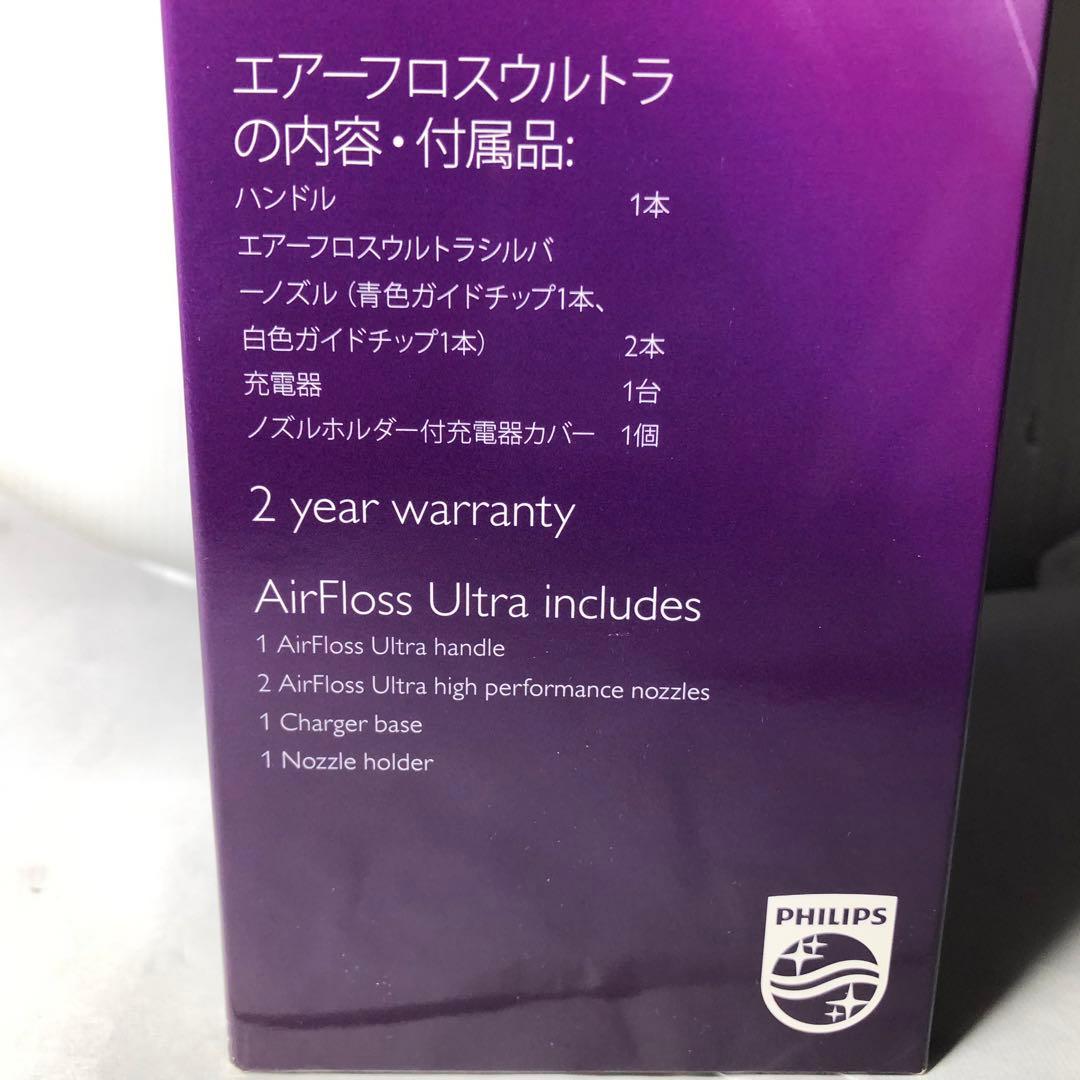 エアーフロスウルトラ
の内容・付属品:
ハンドル 1本
エアーフロスウルトラシルバ
ーノズル（青色ガイドチップ1本、
白色ガイドチップ1本） 2本
充電器 1台
ノズルホルダー付充電器カバー 1個
2 year warranty
AirFloss Ultra includes
1 AirFloss Ultra handle
2 AirFloss Ultra high performance nozzles
1 Charger base
1 Nozzle holder
PHILIPS